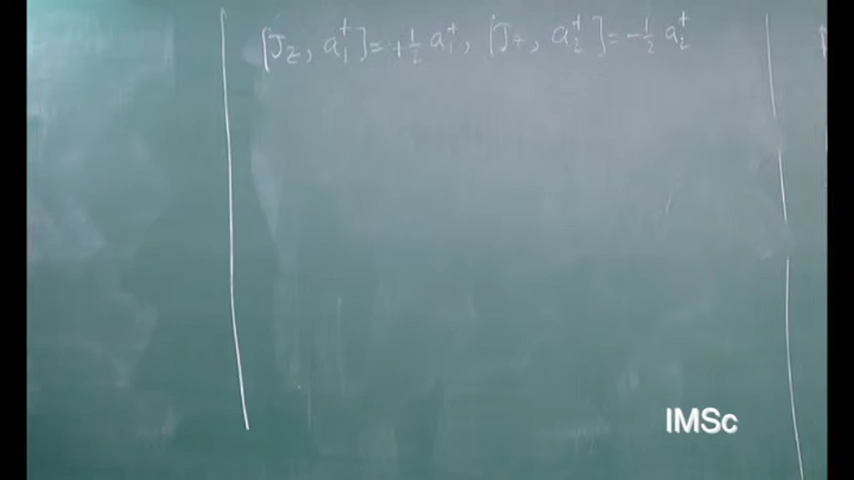 [J_z, a_1^†] = +½ a_1^†, [J_z, a_2^†] = -½ a_2^†
IMSc